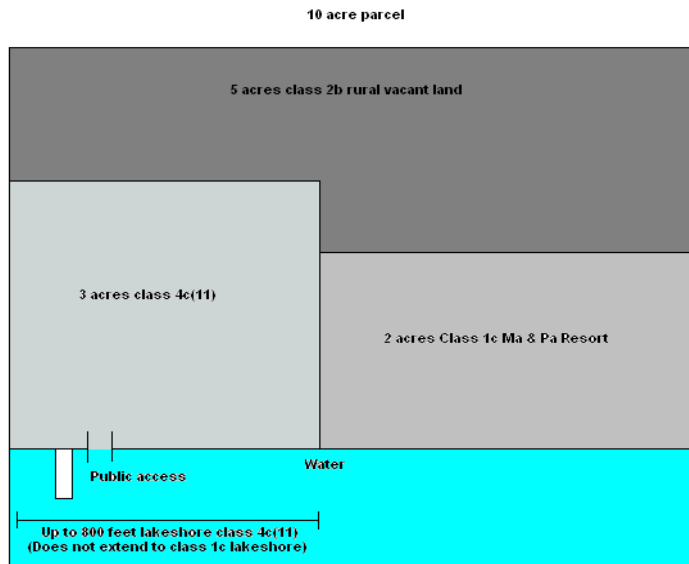 10 acre parcel
5 acres class 2b rural vacant land
3 acres class 4c(11)
2 acres Class 1c Ma & Pa Resort
Water
Public access
Up to 800 feet lakeshore class 4c(11)
(Does not extend to class 1c lakeshore)